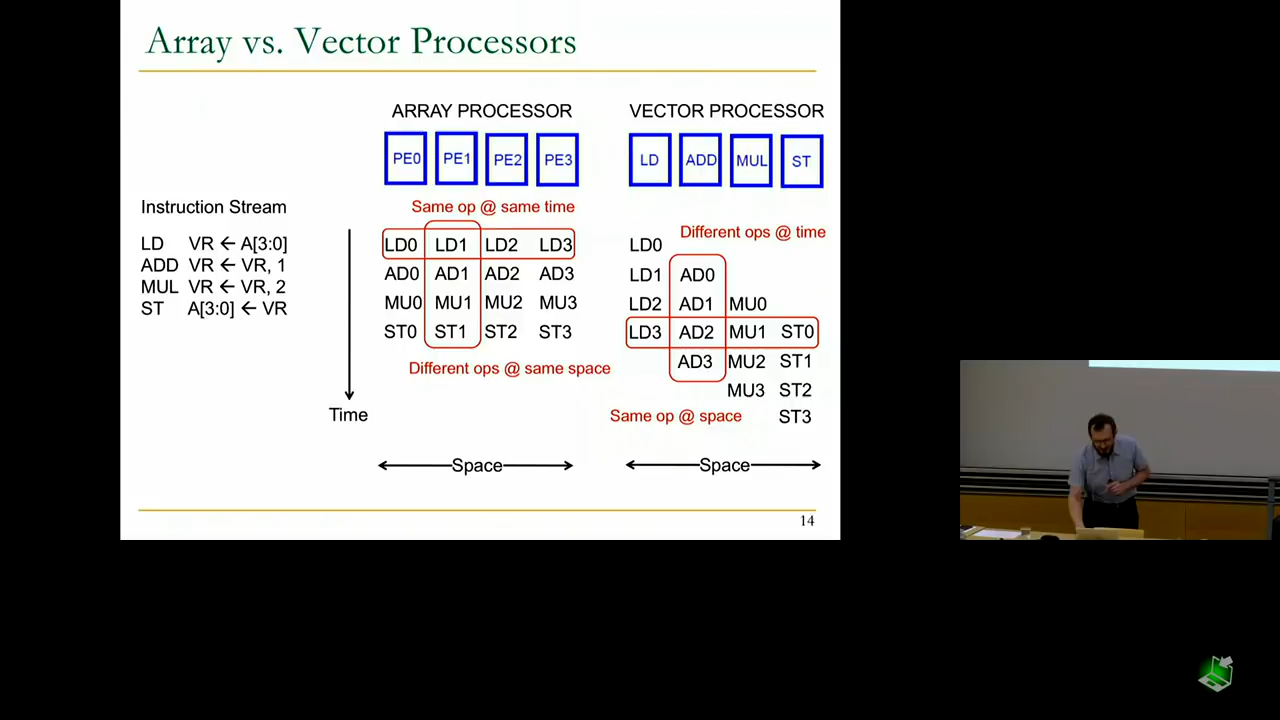 Array vs. Vector Processors
ARRAY PROCESSOR
VECTOR PROCESSOR
PE0 PE1 PE2 PE3
LD ADD MUL ST
Instruction Stream
LD VR ← A[3:0]
ADD VR ← VR, 1
MUL VR ← VR, 2
ST A[3:0] ← VR
Time
Same op @ same time
LD0 LD1 LD2 LD3
AD0 AD1 AD2 AD3
MU0 MU1 MU2 MU3
ST0 ST1 ST2 ST3
Different ops @ same space
Space
Different ops @ time
LD0
LD1 AD0
LD2 AD1 MU0
LD3 AD2 MU1 ST0
AD3 MU2 ST1
MU3 ST2
Same op @ space
ST3
Space
14